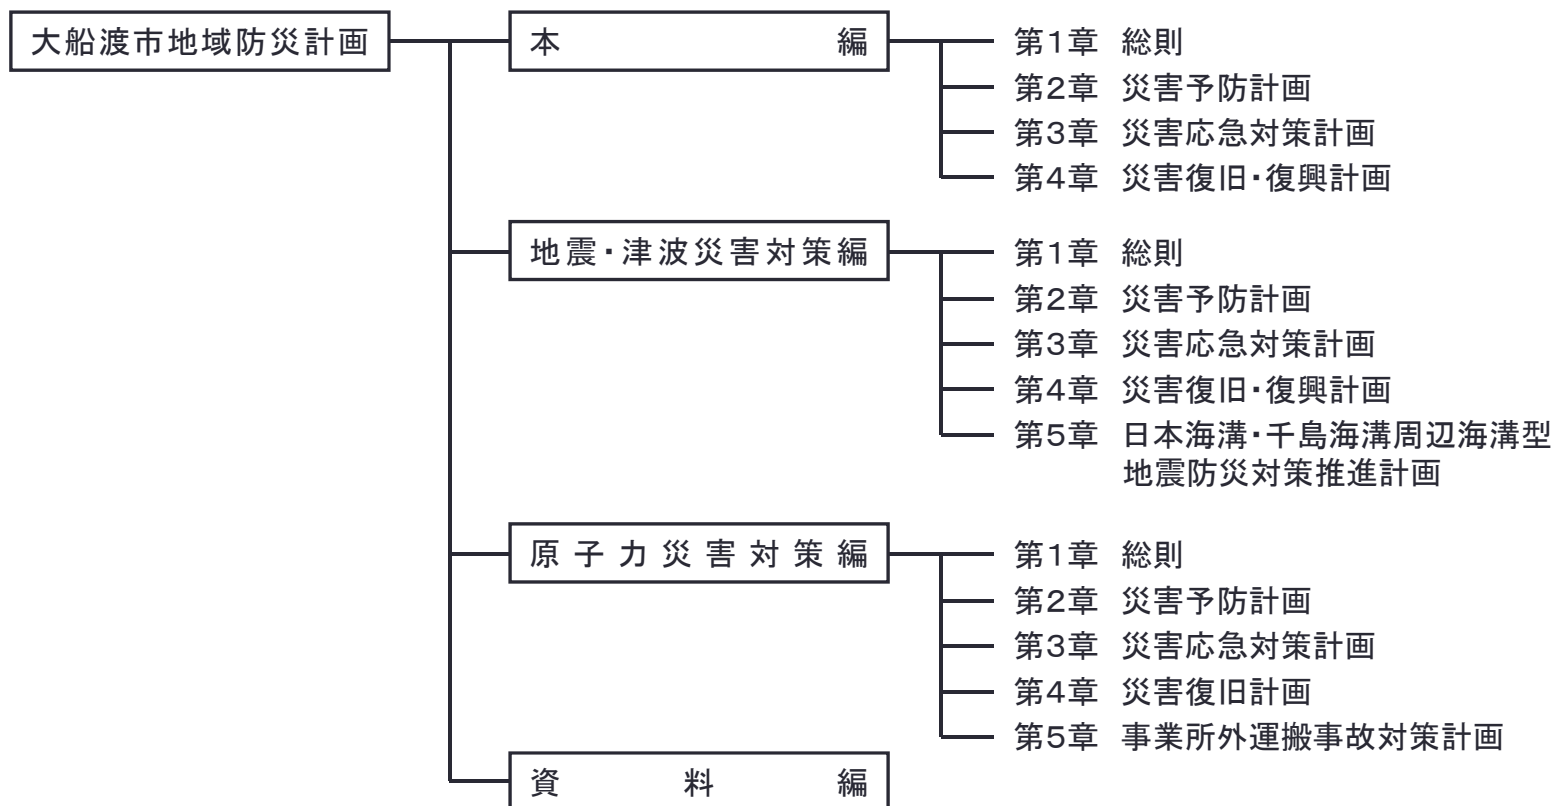 大船渡市地域防災計画
本編
第1章 総則
第2章 災害予防計画
第3章 災害応急対策計画
第4章 災害復旧・復興計画
地震・津波災害対策編
第1章 総則
第2章 災害予防計画
第3章 災害応急対策計画
第4章 災害復旧・復興計画
第5章 日本海溝・千島海溝周辺海溝型
地震防災対策推進計画
原子力災害対策編
第1章 総則
第2章 災害予防計画
第3章 災害応急対策計画
第4章 災害復旧計画
第5章 事業所外運搬事故対策計画
資料編